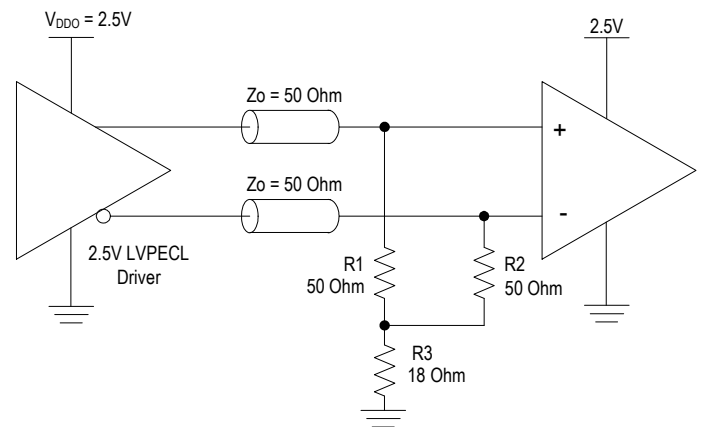 VDDO = 2.5V
2.5V
Zo = 50 Ohm
+
Zo = 50 Ohm
-
2.5V LVPECL
Driver
R1
50 Ohm
R2
50 Ohm
R3
18 Ohm